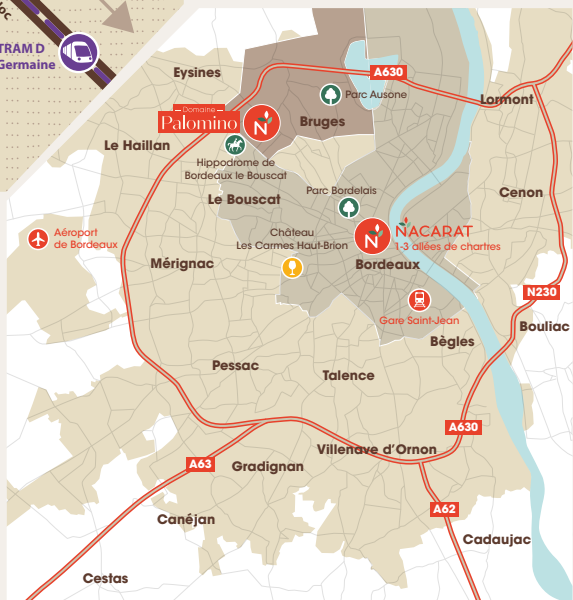 TRAM D
Germaine
Eysines
A630
Parc Ausone
Lormont
Domaine
Palomino
N
Bruges
Le Haillan
Hippodrome de
Bordeaux le Bouscat
Cenon
Parc Bordelais
Le Bouscat
Aéroport
de Bordeaux
Château
Les Carmes Haut-Brion
N
NACARAT
1-3 allées de chartres
Mérignac
Bordeaux
N230
Gare Saint-Jean
Bouliac
Bègles
Pessac
Talence
A630
Villenave d’Ornon
A63
Gradignan
A62
Canéjan
Cadaujac
Cestas